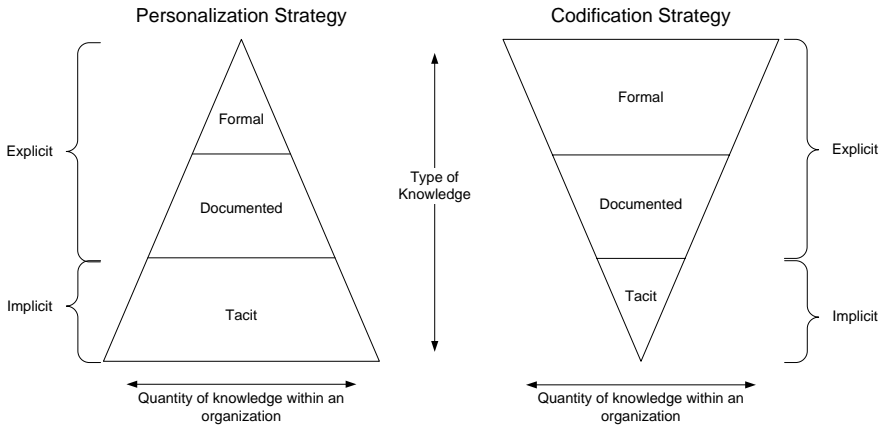 Personalization Strategy
Codification Strategy
Formal
Formal
Explicit
Explicit
Type of
Knowledge
Documented
Documented
Tacit
Tacit
Implicit
Implicit
Quantity of knowledge within an
organization
Quantity of knowledge within an
organization